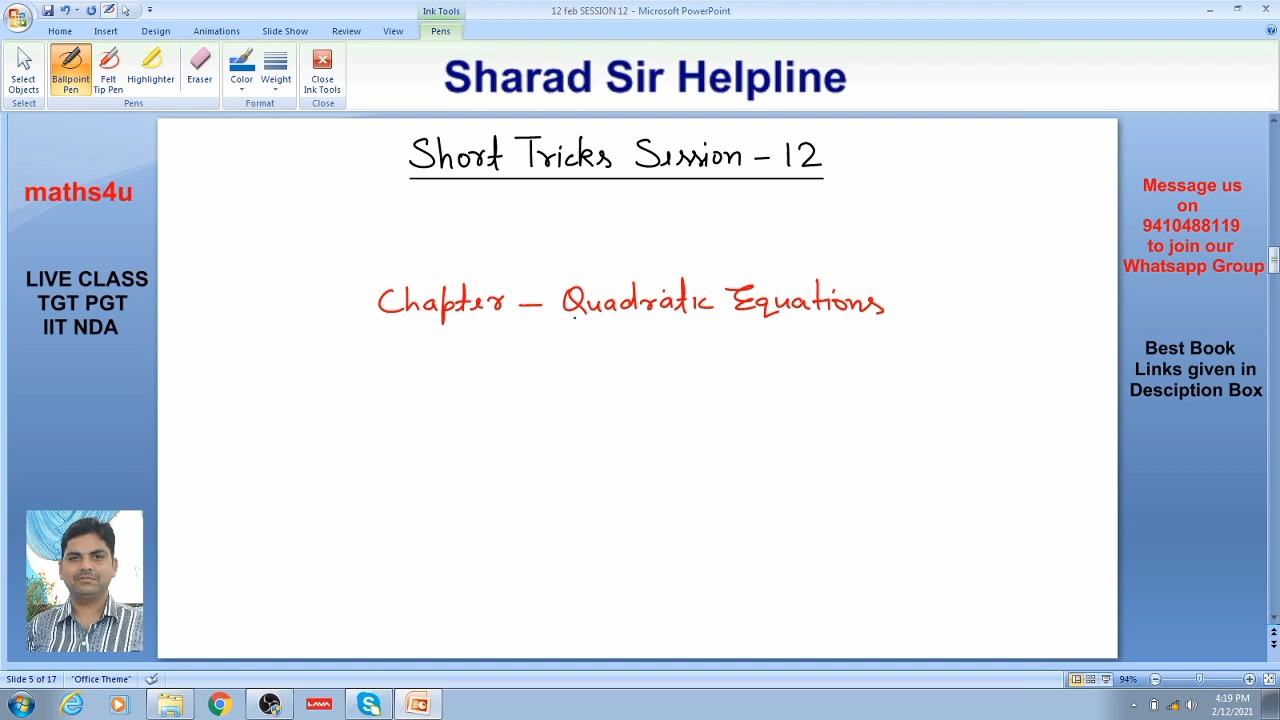 Ink Tools
12 feb SESSION 12 - Microsoft PowerPoint
Home Insert Design Animations Slide Show Review View Pens
Select Objects
Ballpoint Pen
Felt Tip Pen
Highlighter
Eraser
Color
Weight
Close Ink Tools
Select Pens Format Close
Sharad Sir Helpline
Short Tricks Session - 12
Chapter - Quadratic Equations
maths4u
LIVE CLASS
TGT PGT
IIT NDA
Message us
on
9410488119
to join our
Whatsapp Group
Best Book
Links given in
Desciption Box
Slide 5 of 17 "Office Theme" 94%
LAVA
4:19 PM
2/12/2021